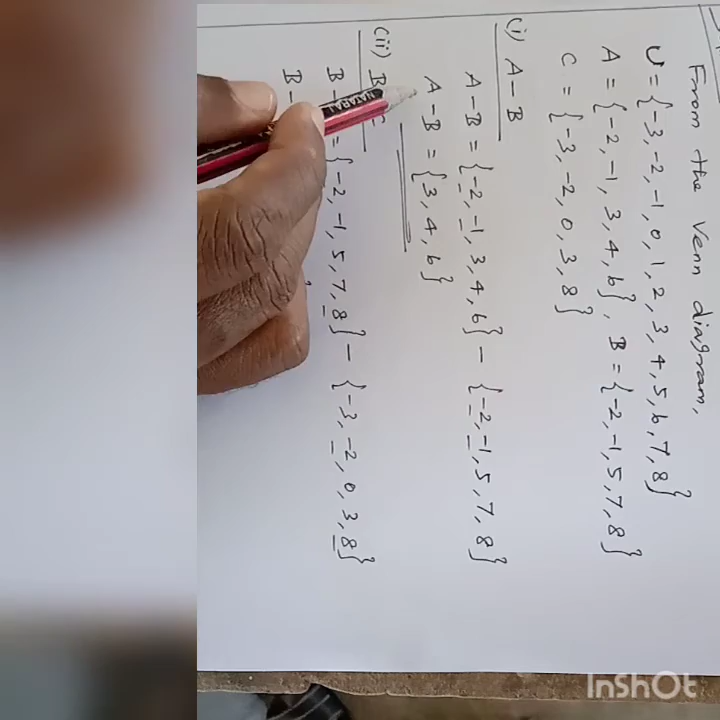 From the Venn diagram,
U = {-3, -2, -1, 0, 1, 2, 3, 4, 5, 6, 7, 8}
A = {-2, -1, 3, 4, 6}, B = {-2, -1, 5, 7, 8}
C = {-3, -2, 0, 3, 8}
(i) A - B
A - B = {-2, -1, 3, 4, 6} - {-2, -1, 5, 7, 8}
A - B = {3, 4, 6}
(ii) B C
B - = {-2, -1, 5, 7, 8} - {-3, -2, 0, 3, 8}
B -
NATARAJ
InShOt